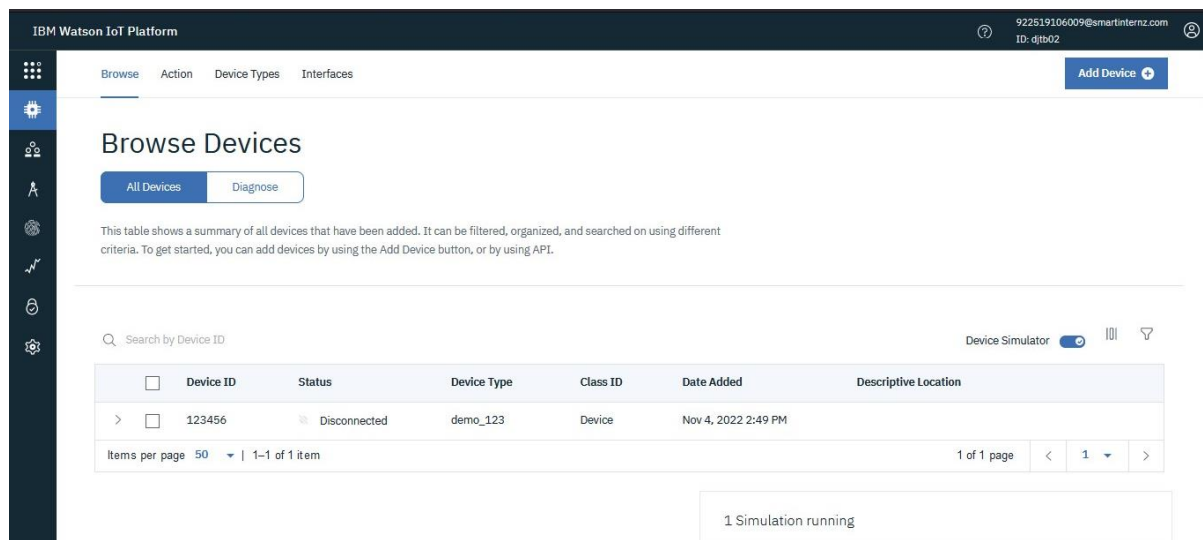 IBM Watson IoT Platform
922519106009@smartinternz.com
ID: djtb02
Browse Action Device Types Interfaces
Add Device
Browse Devices
All Devices Diagnose
This table shows a summary of all devices that have been added. It can be filtered, organized, and searched on using different
criteria. To get started, you can add devices by using the Add Device button, or by using API.
Search by Device ID
Device Simulator
Device ID Status Device Type Class ID Date Added Descriptive Location
123456 Disconnected demo_123 Device Nov 4, 2022 2:49 PM
Items per page 50 | 1–1 of 1 item 1 of 1 page 1
1 Simulation running